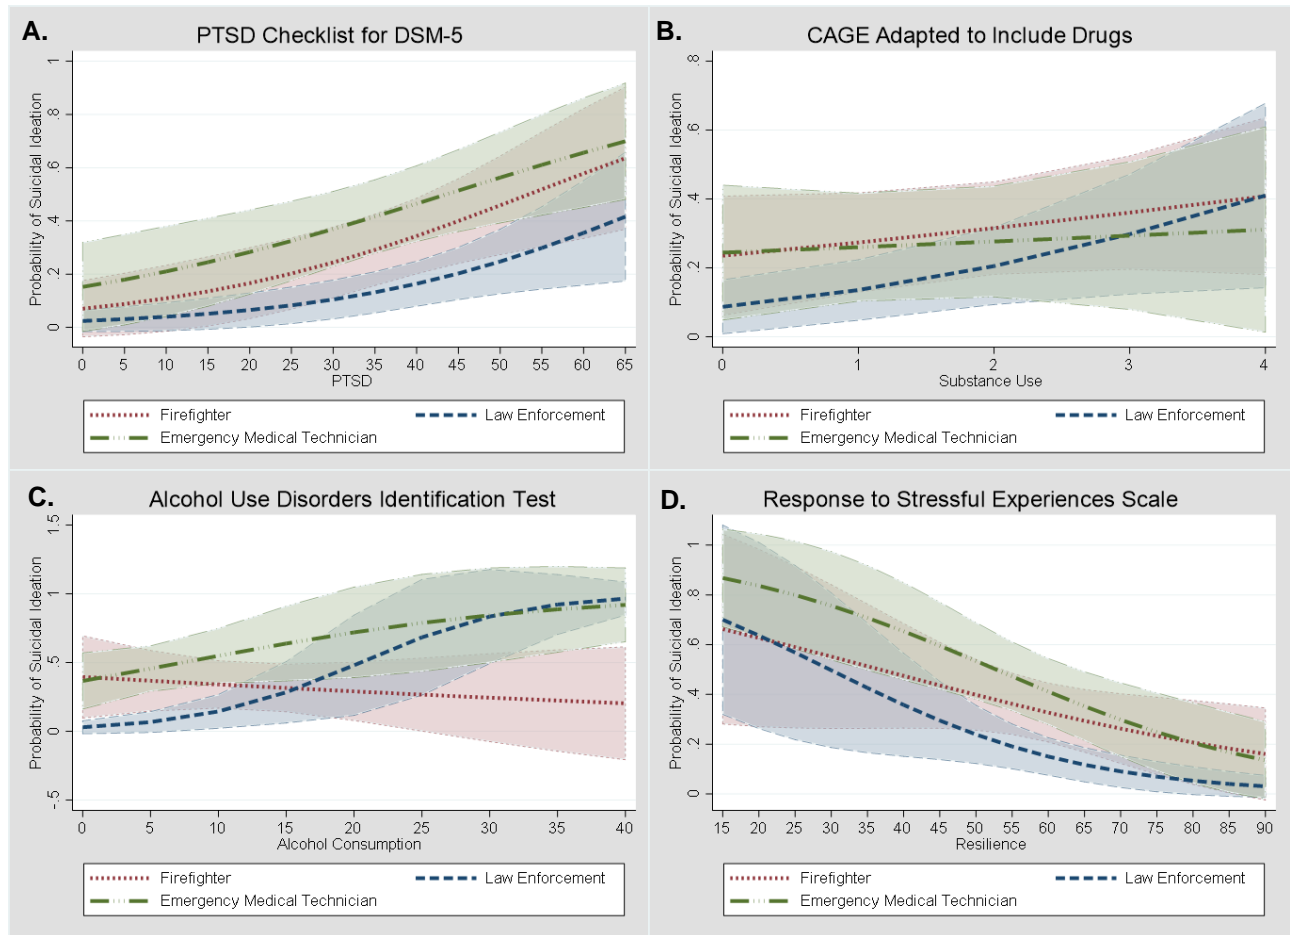 A. PTSD Checklist for DSM-5
Probability of Suicidal Ideation
1
.8
.6
.4
.2
0
0 5 10 15 20 25 30 35 40 45 50 55 60 65
PTSD
Firefighter Law Enforcement
Emergency Medical Technician
B. CAGE Adapted to Include Drugs
Probability of Suicidal Ideation
.8
.6
.4
.2
0
0 1 2 3 4
Substance Use
Firefighter Law Enforcement
Emergency Medical Technician
C. Alcohol Use Disorders Identification Test
Probability of Suicidal Ideation
1.5
1
.5
0
-.5
0 5 10 15 20 25 30 35 40
Alcohol Consumption
Firefighter Law Enforcement
Emergency Medical Technician
D. Response to Stressful Experiences Scale
Probability of Suicidal Ideation
1
.8
.6
.4
.2
0
15 20 25 30 35 40 45 50 55 60 65 70 75 80 85 90
Resilience
Firefighter Law Enforcement
Emergency Medical Technician